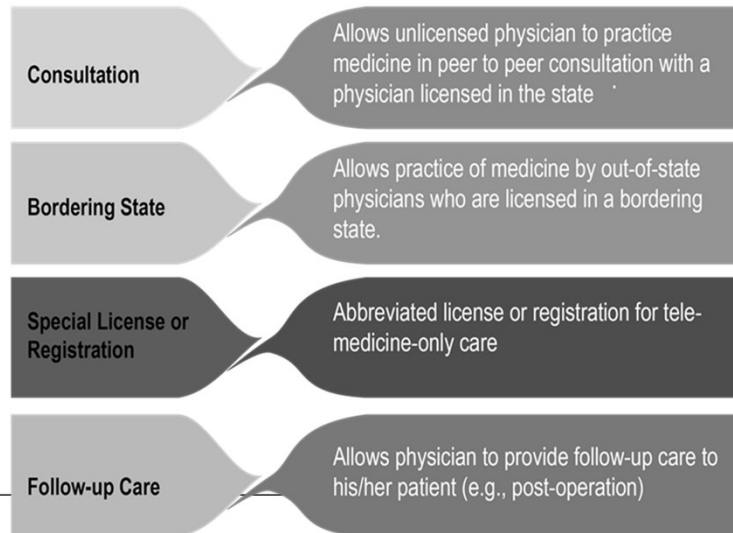 Consultation
Allows unlicensed physician to practice
medicine in peer to peer consultation with a
physician licensed in the state
Bordering State
Allows practice of medicine by out-of-state
physicians who are licensed in a bordering
state.
Special License or
Registration
Abbreviated license or registration for tele-
medicine-only care
Follow-up Care
Allows physician to provide follow-up care to
his/her patient (e.g., post-operation)